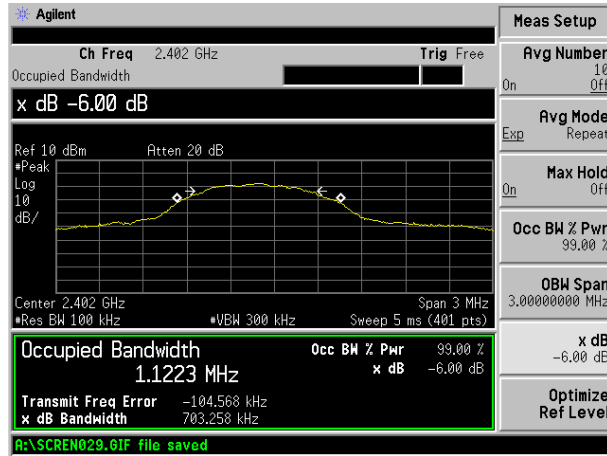 Agilent
Meas Setup
Ch Freq 2.402 GHz Trig Free
Occupied Bandwidth
Avg Number
10
On Off
x dB -6.00 dB
Avg Mode
Exp Repeat
Ref 10 dBm Atten 20 dB
#Peak
Log
10
dB/
Max Hold
On Off
Occ BW % Pwr
99.00 %
OBW Span
3.00000000 MHz
Center 2.402 GHz Span 3 MHz
#Res BW 100 kHz #VBW 300 kHz Sweep 5 ms (401 pts)
x dB
-6.00 dB
Occupied Bandwidth Occ BW % Pwr 99.00 %
1.1223 MHz x dB -6.00 dB
Transmit Freq Error -104.568 kHz
x dB Bandwidth 703.258 kHz
Optimize
Ref Level
A:\SCREN029.GIF file saved